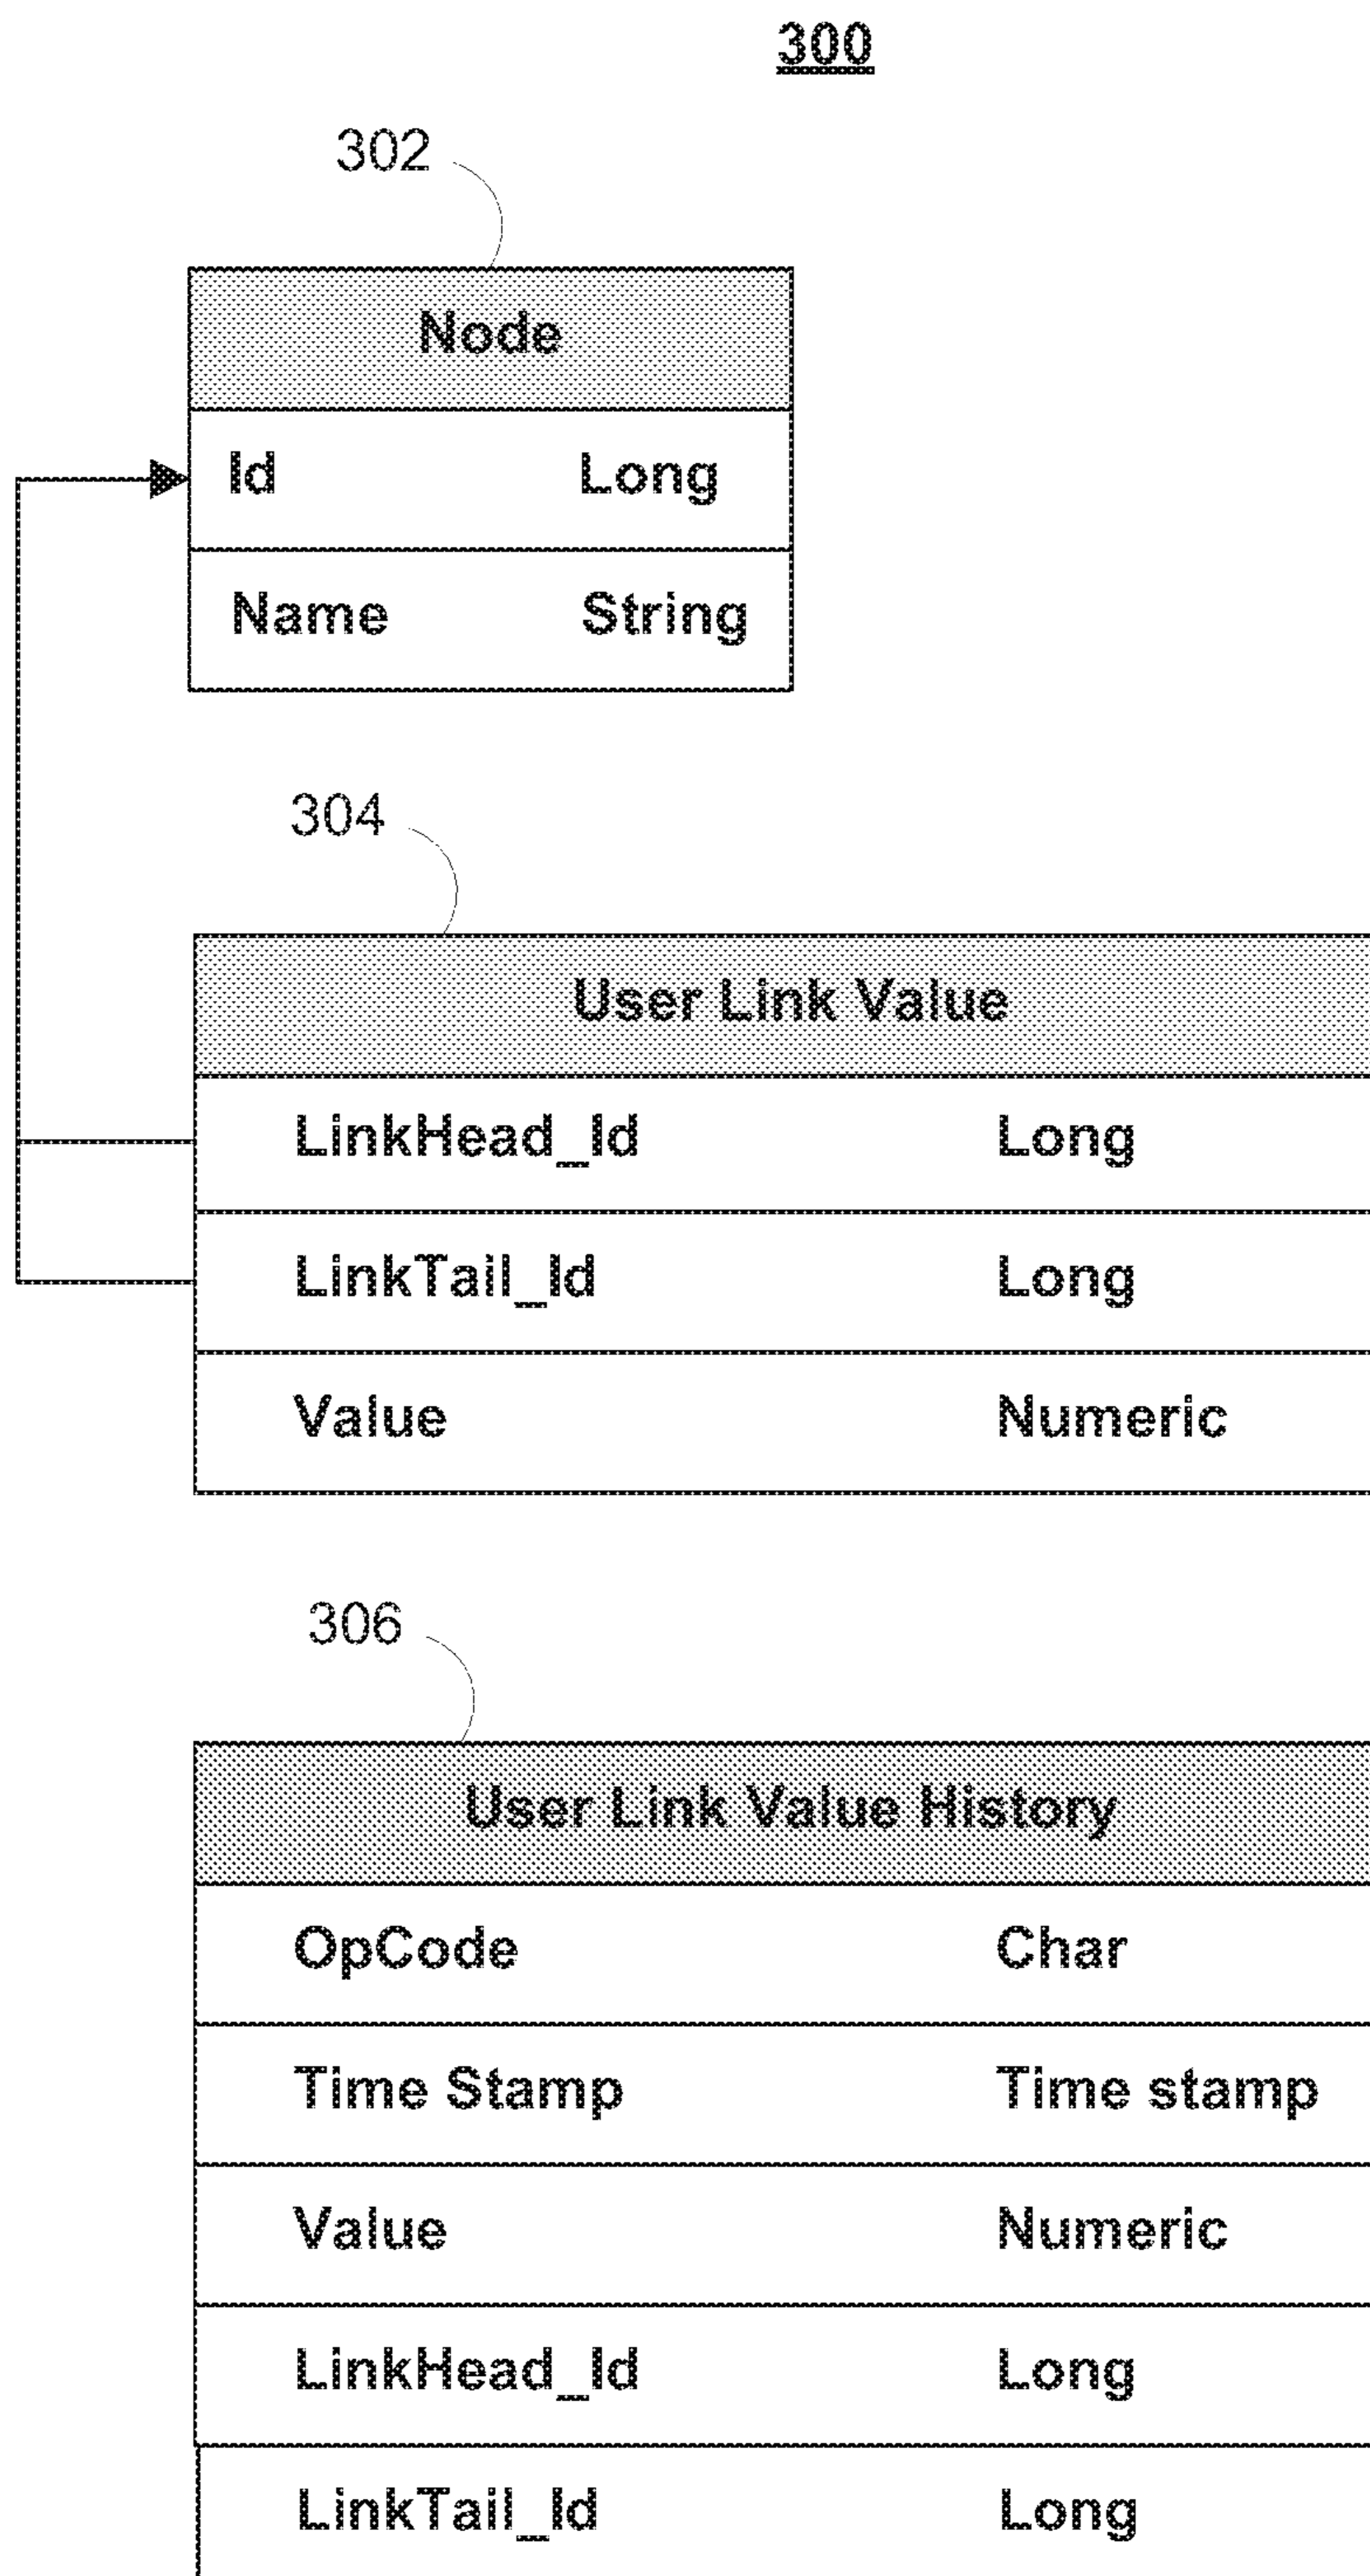 300
302
Node
Id Long
Name String
304
User Link Value
LinkHead_Id Long
LinkTail_Id Long
Value Numeric
306
User Link Value History
OpCode Char
Time Stamp Time stamp
Value Numeric
LinkHead_Id Long
LinkTail_Id Long